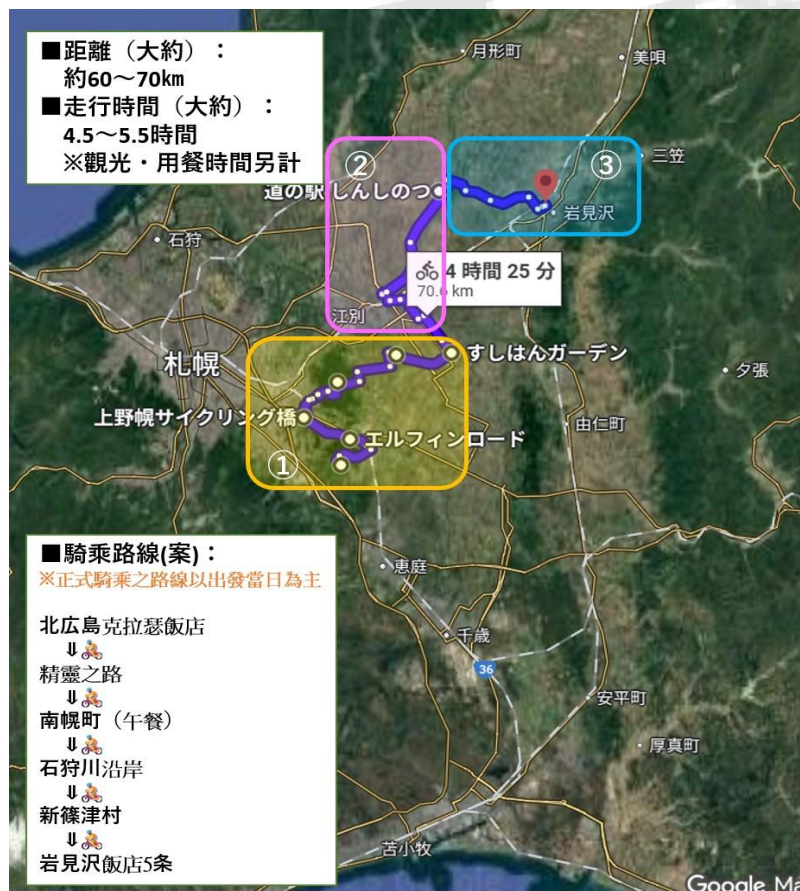 ■距離（大約）：
約60～70km
■走行時間（大約）：
4.5～5.5時間
※觀光・用餐時間另計
月形町
美唄
②
③
三笠
道の駅 しんしのつ
岩見沢
石狩
4 時間 25 分
70.6 km
江別
札幌
すしはんガーデン
夕張
上野幌サイクリング橋
由仁町
エルフィンロード
①
■騎乘路線(案)：
※正式騎乘之路線以出發當日為主
北広島克拉瑟飯店
⇓🚴
精靈之路
⇓🚴
南幌町（午餐）
⇓🚴
石狩川沿岸
⇓🚴
新篠津村
⇓🚴
岩見沢飯店5条
恵庭
千歳
36
安平町
厚真町
苫小牧
Google Ma